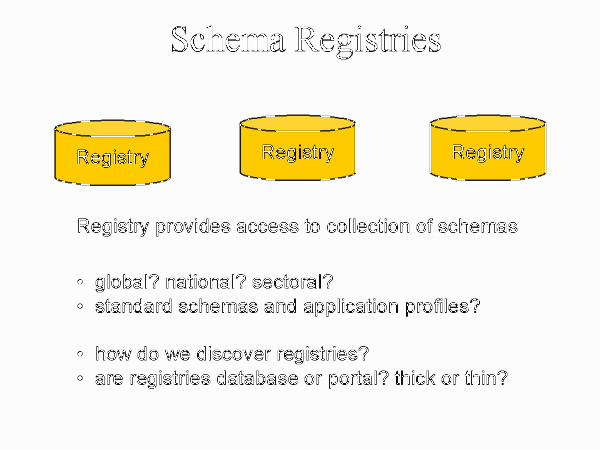 Schema Registries
Registry
Registry
Registry
Registry provides access to collection of schemas
• global? national? sectoral?
• standard schemas and application profiles?
• how do we discover registries?
• are registries database or portal? thick or thin?